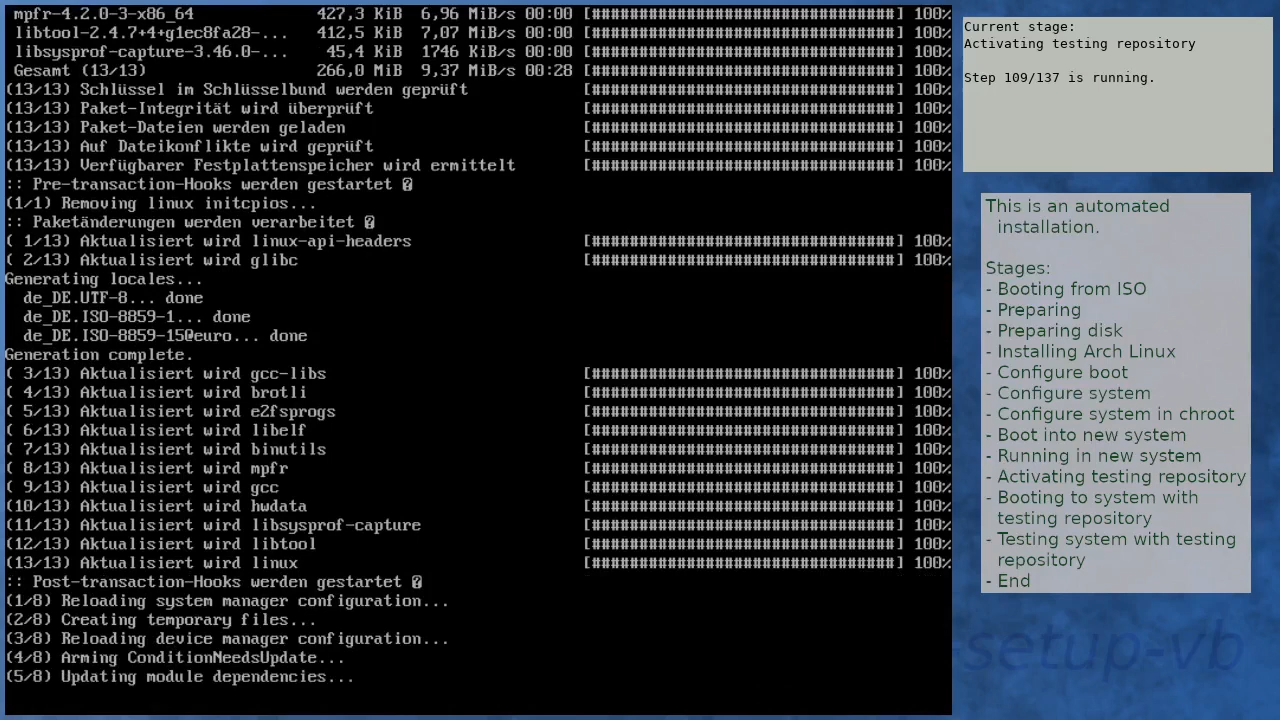 mpfr-4.2.0-3-x86_64 427,3 KiB 6,96 MiB/s 00:00 [################################] 100%
libtool-2.4.7+4+g1ec8fa28-... 412,5 KiB 7,07 MiB/s 00:00 [################################] 100%
libsysprof-capture-3.46.0-... 45,4 KiB 1746 KiB/s 00:00 [################################] 100%
Gesamt (13/13) 266,0 MiB 9,37 MiB/s 00:28 [################################] 100%
(13/13) Schlüssel im Schlüsselbund werden geprüft [################################] 100%
(13/13) Paket-Integrität wird überprüft [################################] 100%
(13/13) Paket-Dateien werden geladen [################################] 100%
(13/13) Auf Dateikonflikte wird geprüft [################################] 100%
(13/13) Verfügbarer Festplattenspeicher wird ermittelt [################################] 100%
:: Pre-transaction-Hooks werden gestartet �
(1/1) Removing linux initcpios...
:: Paketänderungen werden verarbeitet �
( 1/13) Aktualisiert wird linux-api-headers [################################] 100%
( 2/13) Aktualisiert wird glibc [################################] 100%
Generating locales...
de_DE.UTF-8... done
de_DE.ISO-8859-1... done
de_DE.ISO-8859-15@euro... done
Generation complete.
( 3/13) Aktualisiert wird gcc-libs [################################] 100%
( 4/13) Aktualisiert wird brotli [################################] 100%
( 5/13) Aktualisiert wird e2fsprogs [################################] 100%
( 6/13) Aktualisiert wird libelf [################################] 100%
( 7/13) Aktualisiert wird binutils [################################] 100%
( 8/13) Aktualisiert wird mpfr [################################] 100%
( 9/13) Aktualisiert wird gcc [################################] 100%
(10/13) Aktualisiert wird hwdata [################################] 100%
(11/13) Aktualisiert wird libsysprof-capture [################################] 100%
(12/13) Aktualisiert wird libtool [################################] 100%
(13/13) Aktualisiert wird linux [################################] 100%
:: Post-transaction-Hooks werden gestartet �
(1/8) Reloading system manager configuration...
(2/8) Creating temporary files...
(3/8) Reloading device manager configuration...
(4/8) Arming ConditionNeedsUpdate...
(5/8) Updating module dependencies...
Current stage:
Activating testing repository
Step 109/137 is running.
This is an automated
installation.
Stages:
- Booting from ISO
- Preparing
- Preparing disk
- Installing Arch Linux
- Configure boot
- Configure system
- Configure system in chroot
- Boot into new system
- Running in new system
- Activating testing repository
- Booting to system with
testing repository
- Testing system with testing
repository
- End
-setup-vb